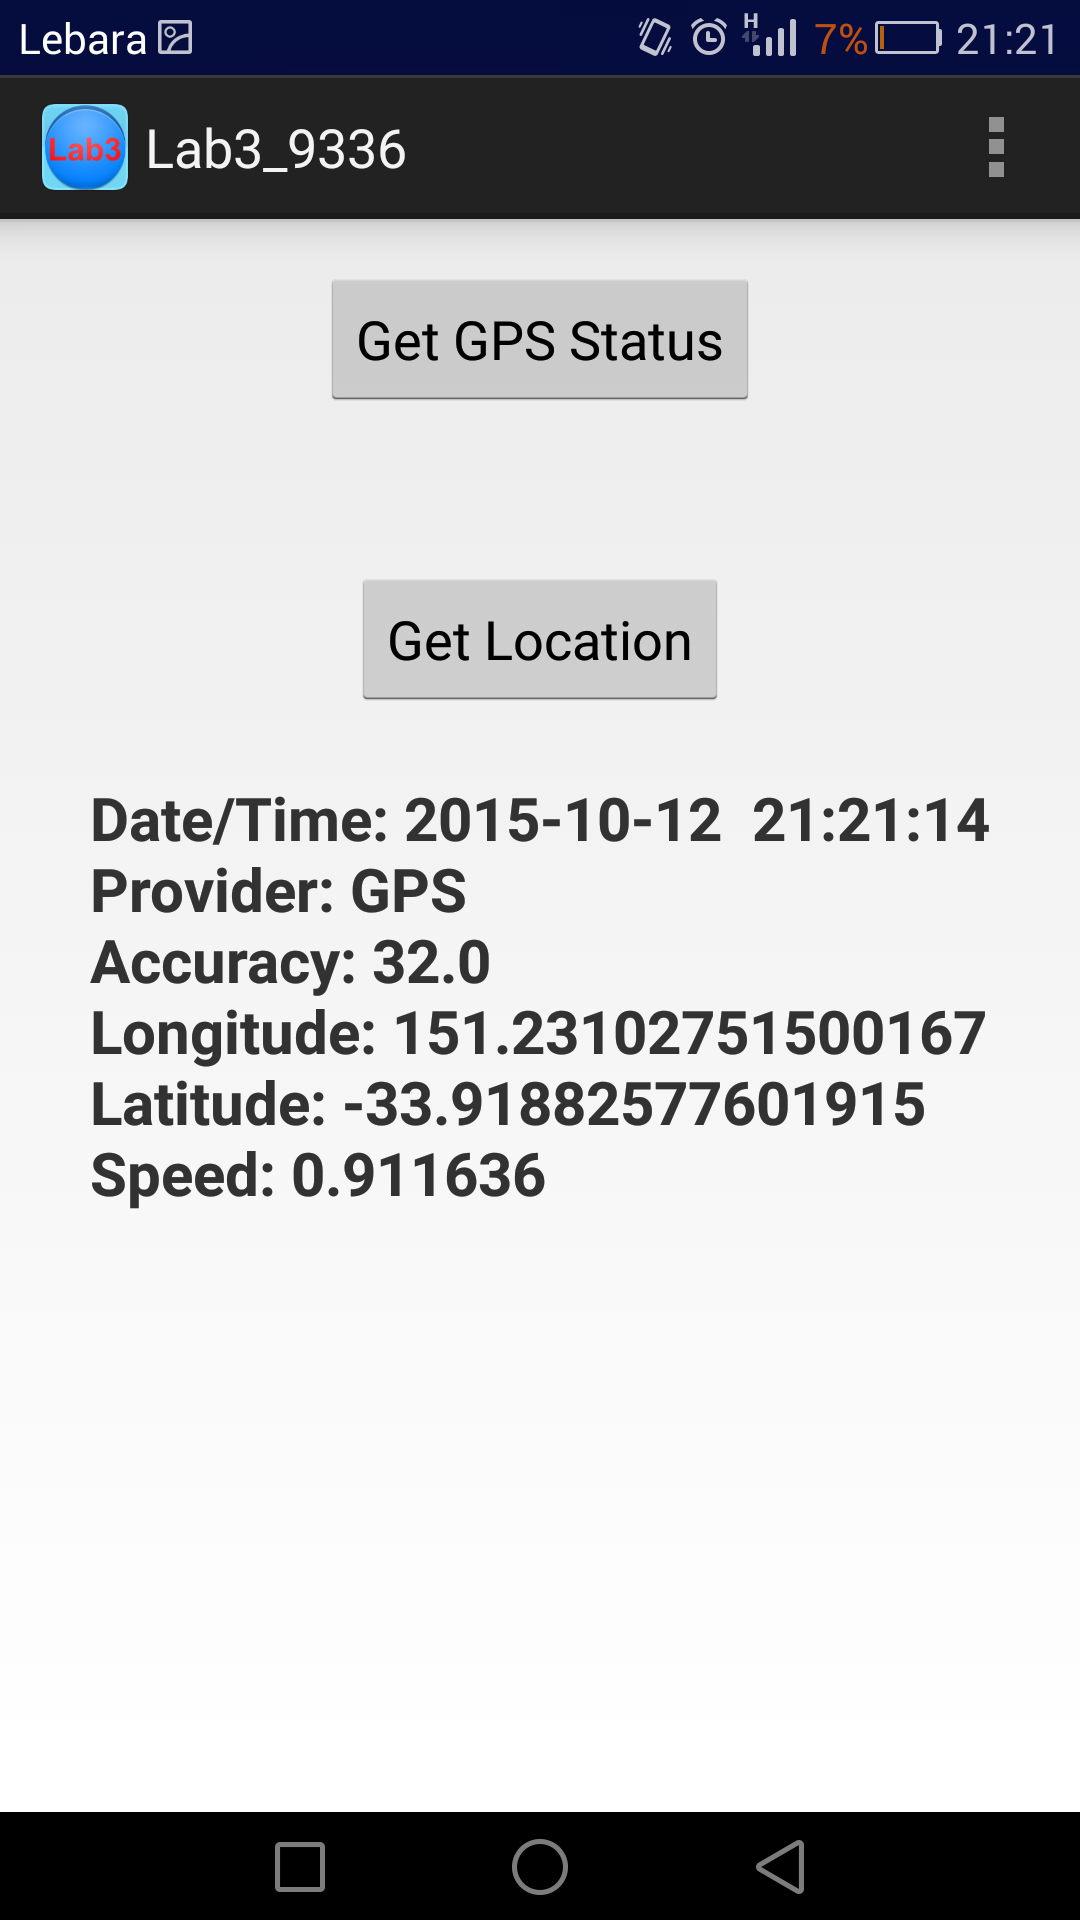 Lebara H 7% 21:21
Lab3 Lab3_9336
Get GPS Status
Get Location
Date/Time: 2015-10-12  21:21:14
Provider: GPS
Accuracy: 32.0
Longitude: 151.23102751500167
Latitude: -33.91882577601915
Speed: 0.911636